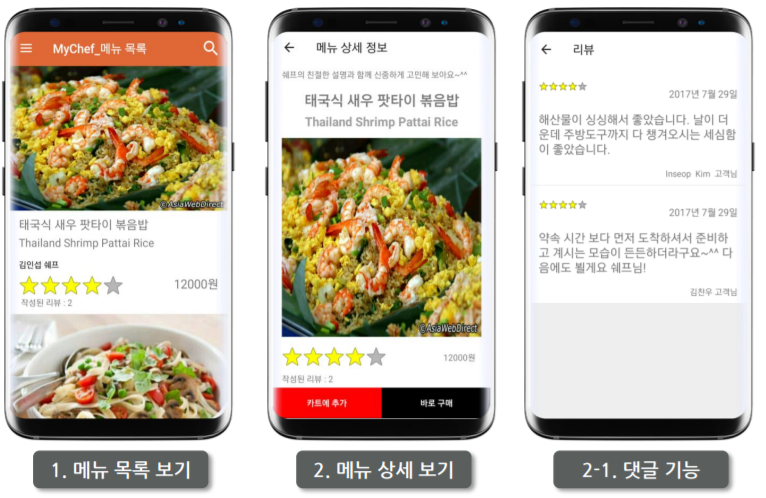 MyChef_메뉴 목록
©AsiaWebDirect
태국식 새우 팟타이 볶음밥
Thailand Shrimp Pattai Rice
김인섭 쉐프
12000원
작성된 리뷰 : 2
1. 메뉴 목록 보기
메뉴 상세 정보
쉐프의 친절한 설명과 함께 신중하게 고민해 보아요~^^
태국식 새우 팟타이 볶음밥
Thailand Shrimp Pattai Rice
©AsiaWebDirect
12000원
작성된 리뷰 : 2
카트에 추가 바로 구매
2. 메뉴 상세 보기
리뷰
2017년 7월 29일
해산물이 싱싱해서 좋았습니다. 날이 더
운데 주방도구까지 다 챙겨오시는 세심함
이 좋았습니다.
Inseop Kim 고객님
2017년 7월 29일
약속 시간 보다 먼저 도착하셔서 준비하
고 계시는 모습이 든든하더라구요~^^ 다
음에도 뵐게요 쉐프님!
김찬우 고객님
2-1. 댓글 기능